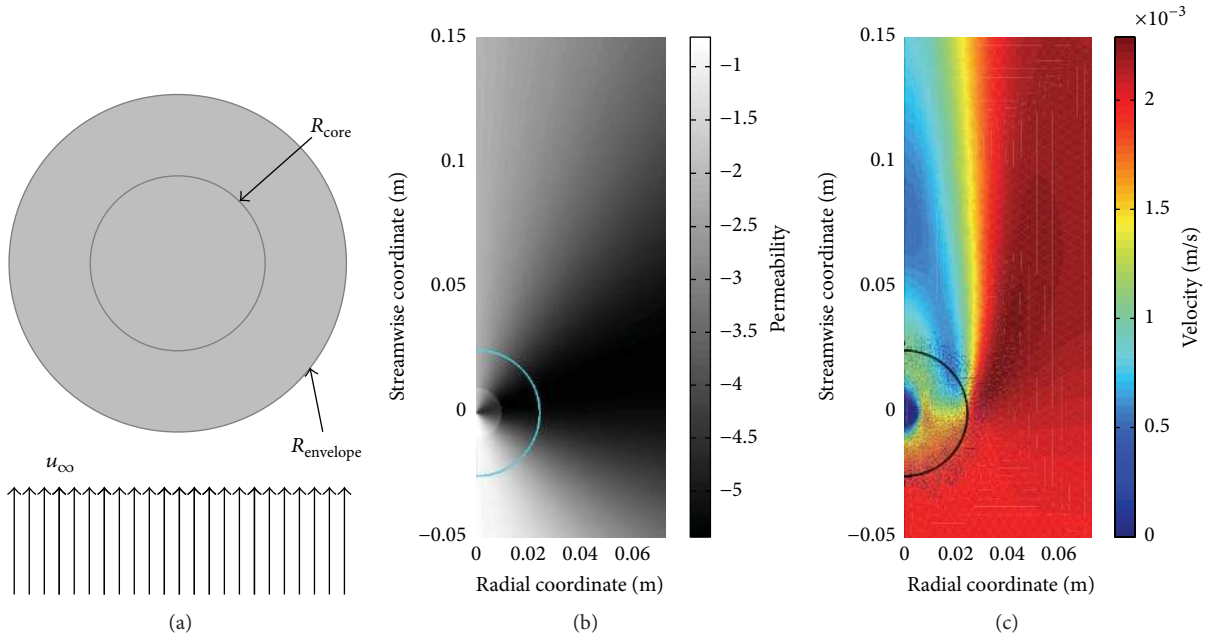 R_core
R_envelope
u_∞
(a)
0.15
0.1
0.05
0
−0.05
Streamwise coordinate (m)
0 0.02 0.04 0.06
Radial coordinate (m)
−1
−1.5
−2
−2.5
−3
−3.5
−4
−4.5
−5
Permeability
(b)
0.15
0.1
0.05
0
−0.05
Streamwise coordinate (m)
0 0.02 0.04 0.06
Radial coordinate (m)
×10⁻³
2
1.5
1
0.5
0
Velocity (m/s)
(c)